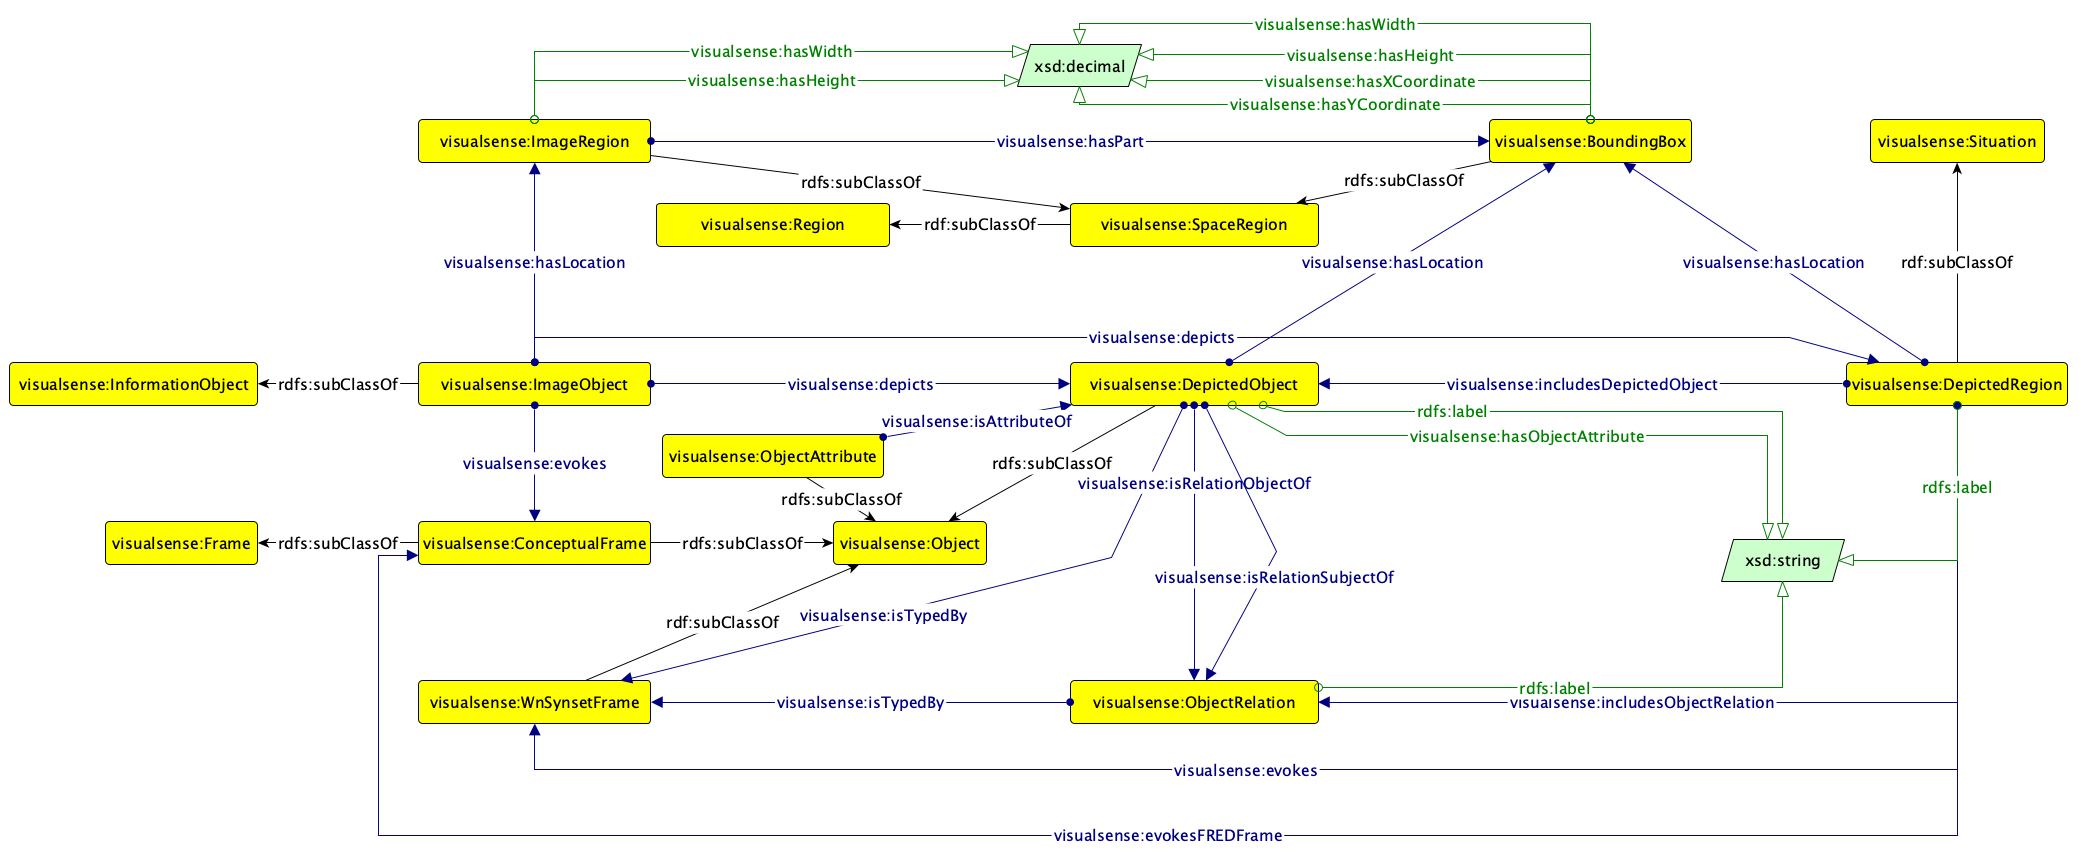 visualsense:hasWidth
visualsense:hasWidth
visualsense:hasHeight
xsd:decimal
visualsense:hasHeight
visualsense:hasXCoordinate
visualsense:hasYCoordinate
visualsense:ImageRegion
visualsense:hasPart
visualsense:BoundingBox
visualsense:Situation
rdfs:subClassOf
rdfs:subClassOf
visualsense:Region
rdf:subClassOf
visualsense:SpaceRegion
visualsense:hasLocation
visualsense:hasLocation
visualsense:hasLocation
rdf:subClassOf
visualsense:depicts
visualsense:InformationObject
rdfs:subClassOf
visualsense:ImageObject
visualsense:depicts
visualsense:DepictedObject
visualsense:includesDepictedObject
visualsense:DepictedRegion
rdfs:label
visualsense:isAttributeOf
visualsense:hasObjectAttribute
visualsense:ObjectAttribute
visualsense:evokes
rdfs:subClassOf
visualsense:isRelationObjectOf
rdfs:label
rdfs:subClassOf
visualsense:Frame
rdfs:subClassOf
visualsense:ConceptualFrame
rdfs:subClassOf
visualsense:Object
xsd:string
visualsense:isRelationSubjectOf
visualsense:isTypedBy
rdf:subClassOf
rdfs:label
visualsense:WnSynsetFrame
visualsense:isTypedBy
visualsense:ObjectRelation
visualsense:includesObjectRelation
visualsense:evokes
visualsense:evokesFREDFrame